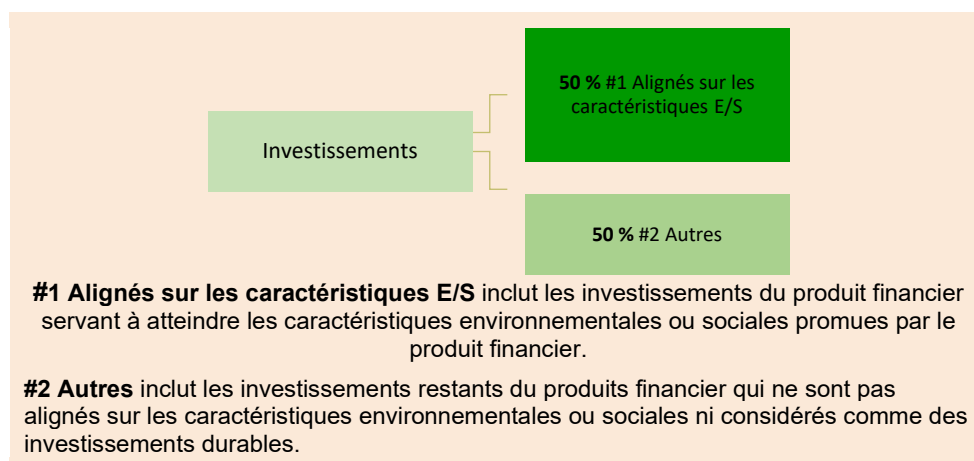 50 % #1 Alignés sur les
caractéristiques E/S
Investissements
50 % #2 Autres
#1 Alignés sur les caractéristiques E/S inclut les investissements du produit financier
servant à atteindre les caractéristiques environnementales ou sociales promues par le
produit financier.
#2 Autres inclut les investissements restants du produits financier qui ne sont pas
alignés sur les caractéristiques environnementales ou sociales ni considérés comme des
investissements durables.